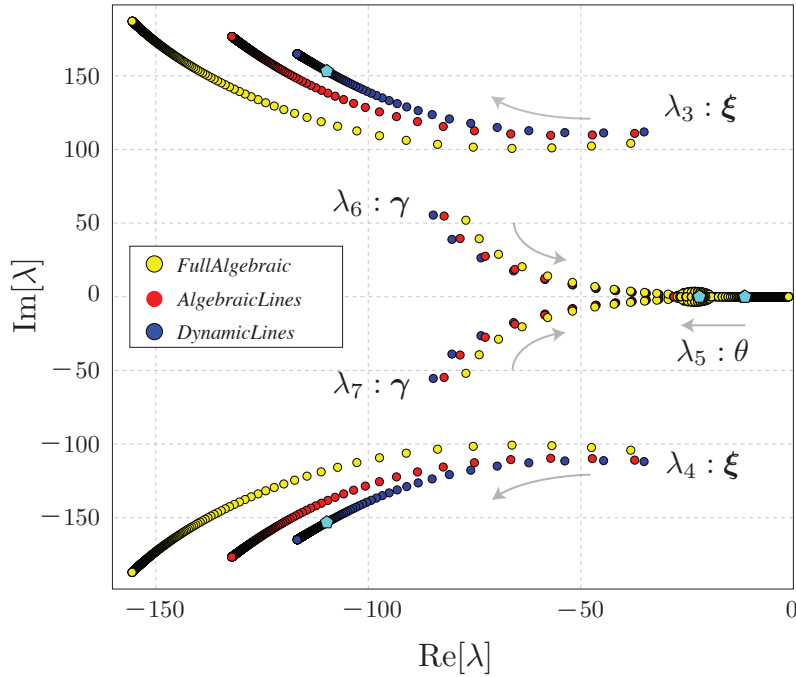 150
100
50
0
−50
−100
−150
Im[λ]
λ₃ : ξ
λ₆ : γ
FullAlgebraic
AlgebraicLines
DynamicLines
λ₅ : θ
λ₇ : γ
λ₄ : ξ
−150
−100
−50
0
Re[λ]